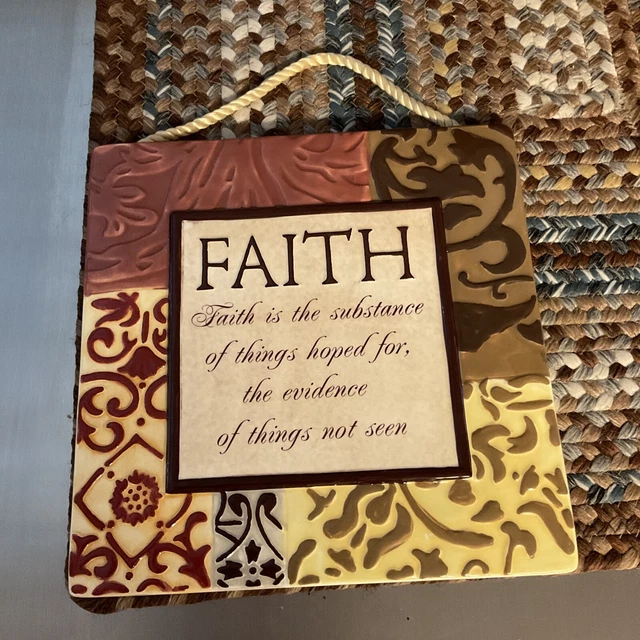 FAITH
Faith is the substance
of things hoped for,
the evidence
of things not seen